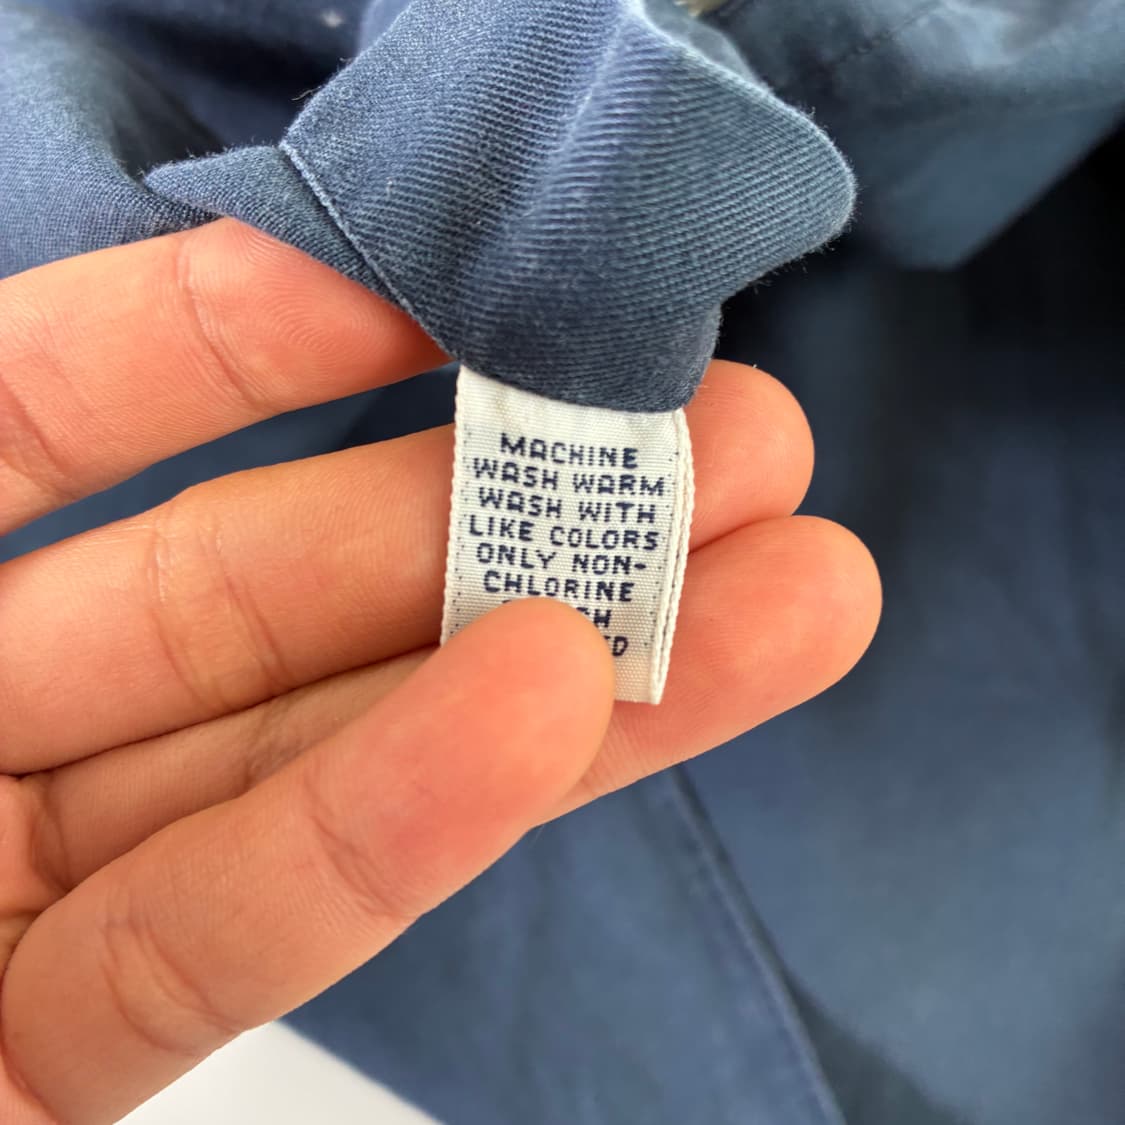 MACHINE
WASH WARM
WASH WITH
LIKE COLORS
ONLY NON-
CHLORINE